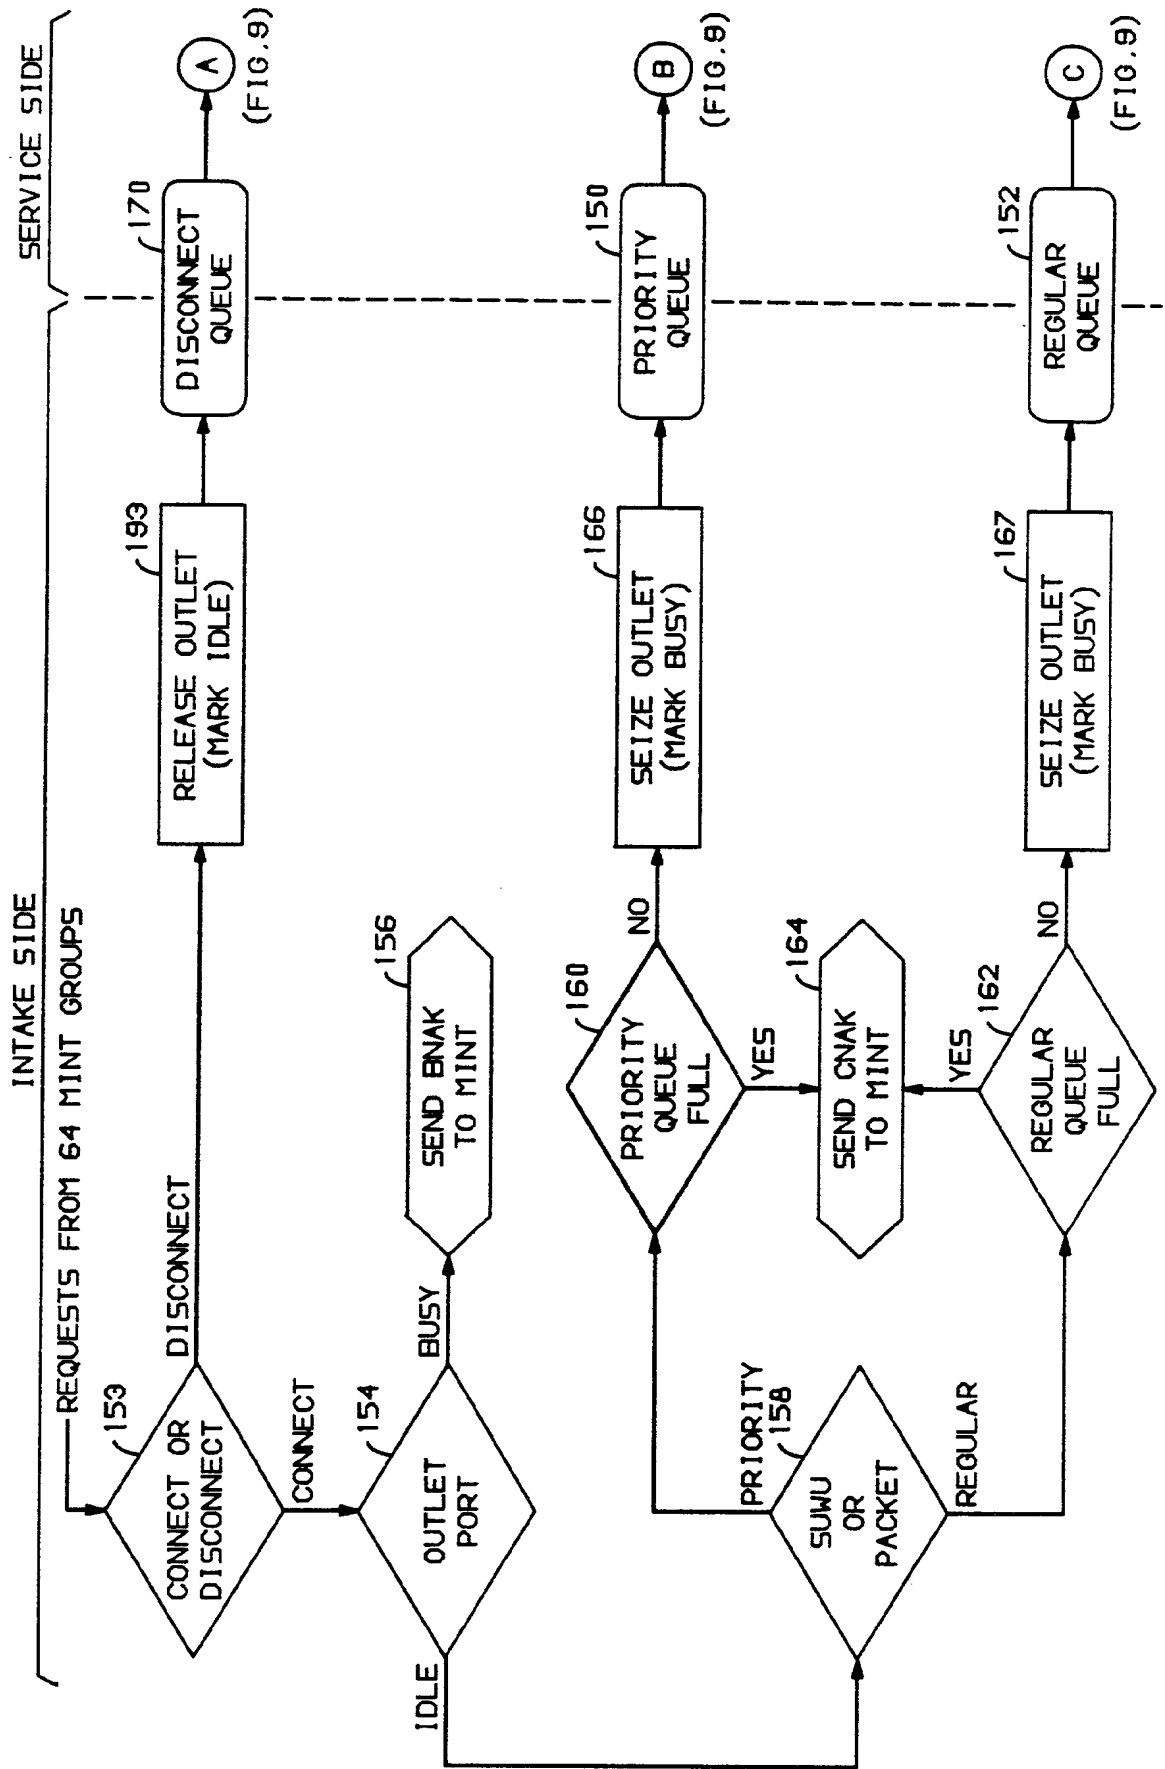 INTAKE SIDE
SERVICE SIDE
REQUESTS FROM 64 MINT GROUPS
153
CONNECT OR
DISCONNECT
DISCONNECT
193
RELEASE OUTLET
(MARK IDLE)
170
DISCONNECT
QUEUE
A
(FIG.9)
CONNECT
154
OUTLET
PORT
BUSY
156
SEND BNAK
TO MINT
IDLE
PRIORITY
158
SUWU
OR
PACKET
REGULAR
160
PRIORITY
QUEUE
FULL
NO
YES
166
SEIZE OUTLET
(MARK BUSY)
150
PRIORITY
QUEUE
B
(FIG.9)
164
SEND CNAK
TO MINT
YES
162
REGULAR
QUEUE
FULL
NO
167
SEIZE OUTLET
(MARK BUSY)
152
REGULAR
QUEUE
C
(FIG.9)